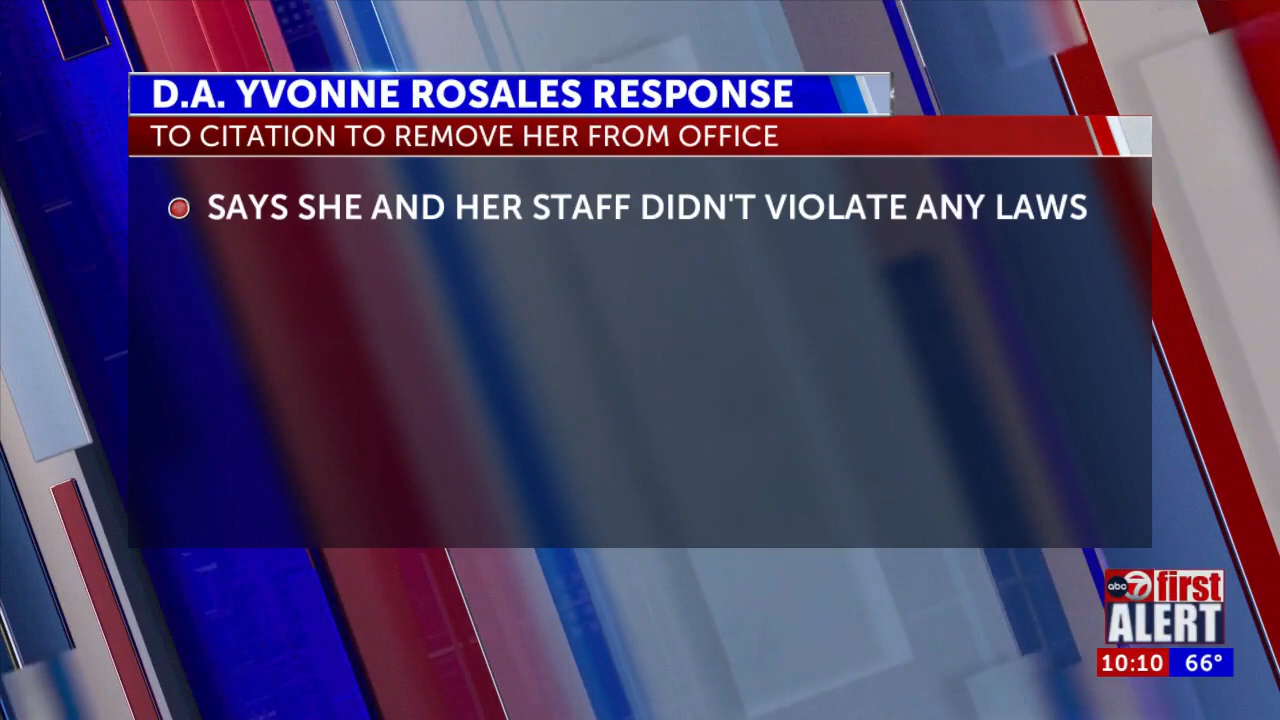 D.A. YVONNE ROSALES RESPONSE
TO CITATION TO REMOVE HER FROM OFFICE
SAYS SHE AND HER STAFF DIDN'T VIOLATE ANY LAWS
abc 7 first
ALERT
10:10 66°